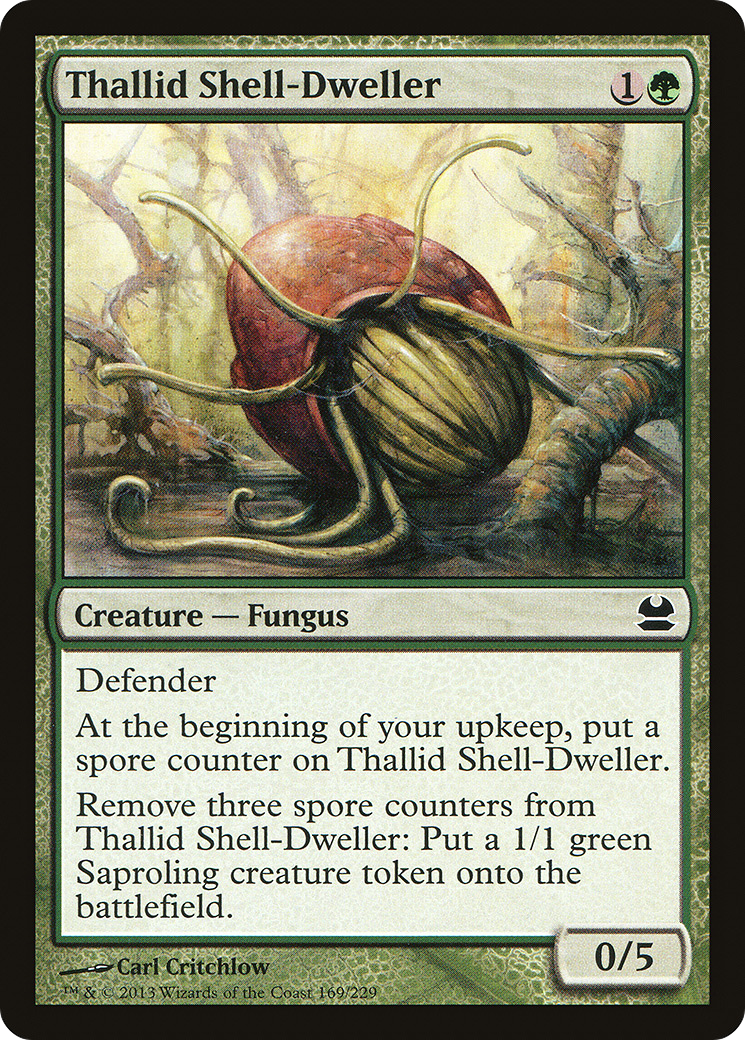 Thallid Shell-Dweller 1
Creature — Fungus
Defender
At the beginning of your upkeep, put a
spore counter on Thallid Shell-Dweller.
Remove three spore counters from
Thallid Shell-Dweller: Put a 1/1 green
Saproling creature token onto the
battlefield.
0/5
Carl Critchlow
™ & © 2013 Wizards of the Coast 169/229